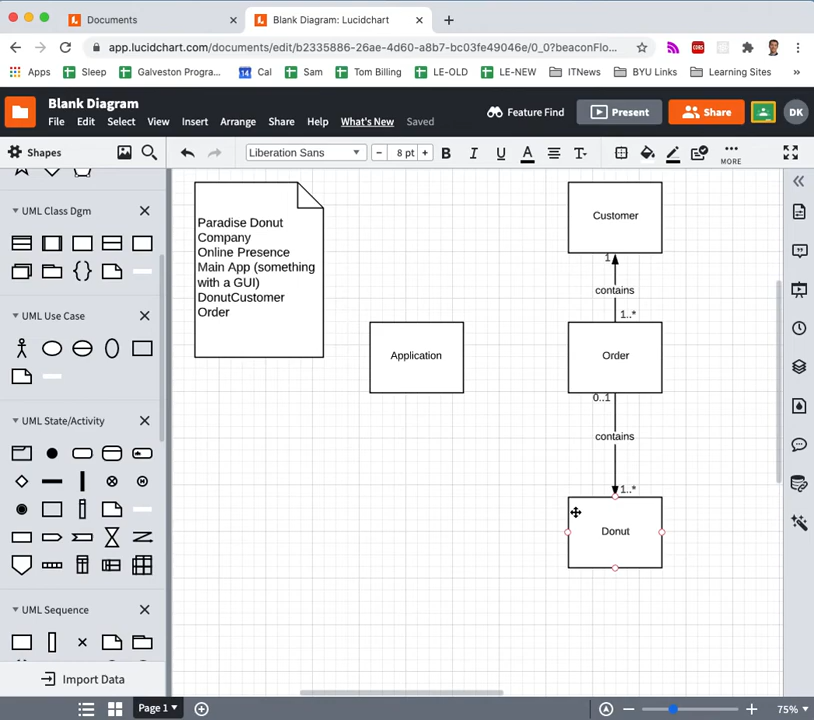 Documents
Blank Diagram: Lucidchart
app.lucidchart.com/documents/edit/b2335886-26ae-4d60-a8b7-bc03fe49046e/0_0?beaconFlo...
Apps
Sleep
Galveston Progra...
Cal
Sam
Tom Billing
LE-OLD
LE-NEW
ITNews
BYU Links
Learning Sites
»
Blank Diagram
File Edit Select View Insert Arrange Share Help What's New Saved
Feature Find
Present
Share
DK
Shapes
Liberation Sans
− 8 pt +
B I U A T
MORE
UML Class Dgm
UML Use Case
UML State/Activity
UML Sequence
Import Data
Paradise Donut
Company
Online Presence
Main App (something
with a GUI)
DonutCustomer
Order
Application
Customer
1
contains
1..*
Order
0..1
contains
1..*
Donut
Page 1
75%